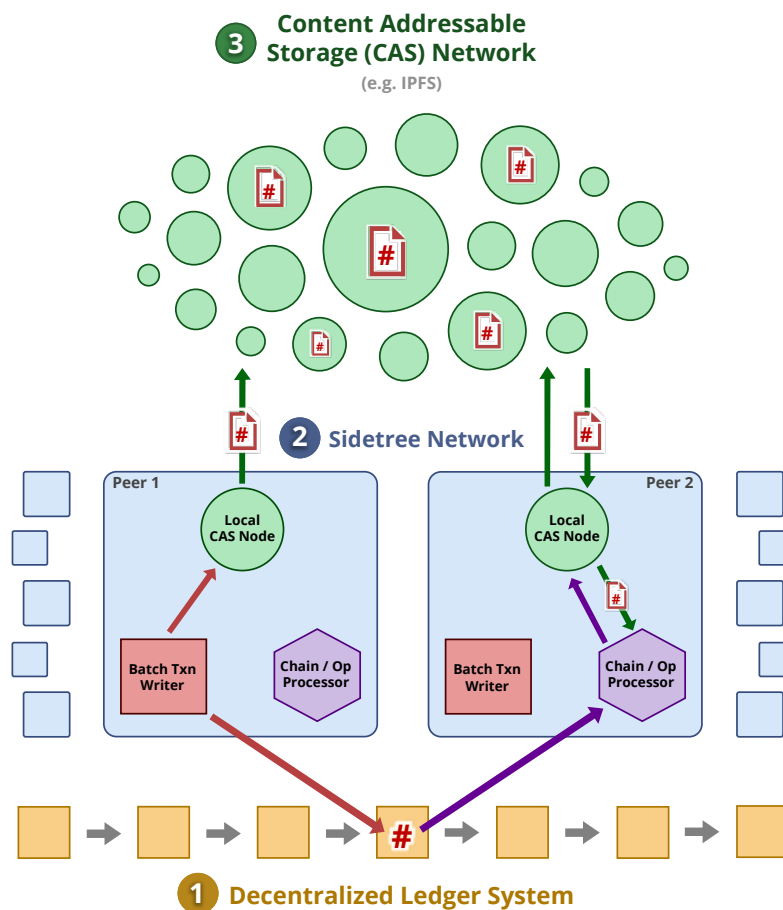 3
Content Addressable
Storage (CAS) Network
(e.g. IPFS)
#
#
#
#
#
#
#
2
Sidetree Network
Peer 1
Peer 2
Local
CAS Node
Local
CAS Node
#
Batch Txn
Writer
Chain / Op
Processor
Batch Txn
Writer
Chain / Op
Processor
#
1
Decentralized Ledger System